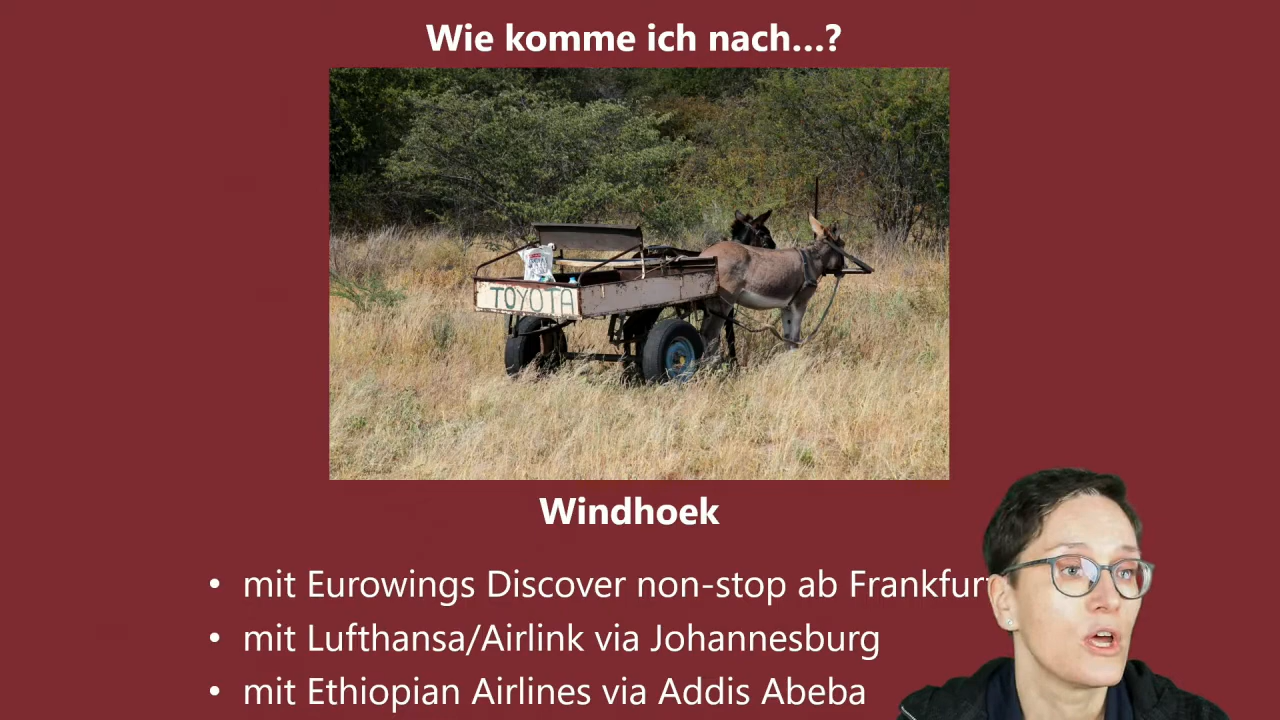 Wie komme ich nach...?
TOYOTA
Windhoek
• mit Eurowings Discover non-stop ab Frankfurt
• mit Lufthansa/Airlink via Johannesburg
• mit Ethiopian Airlines via Addis Abeba